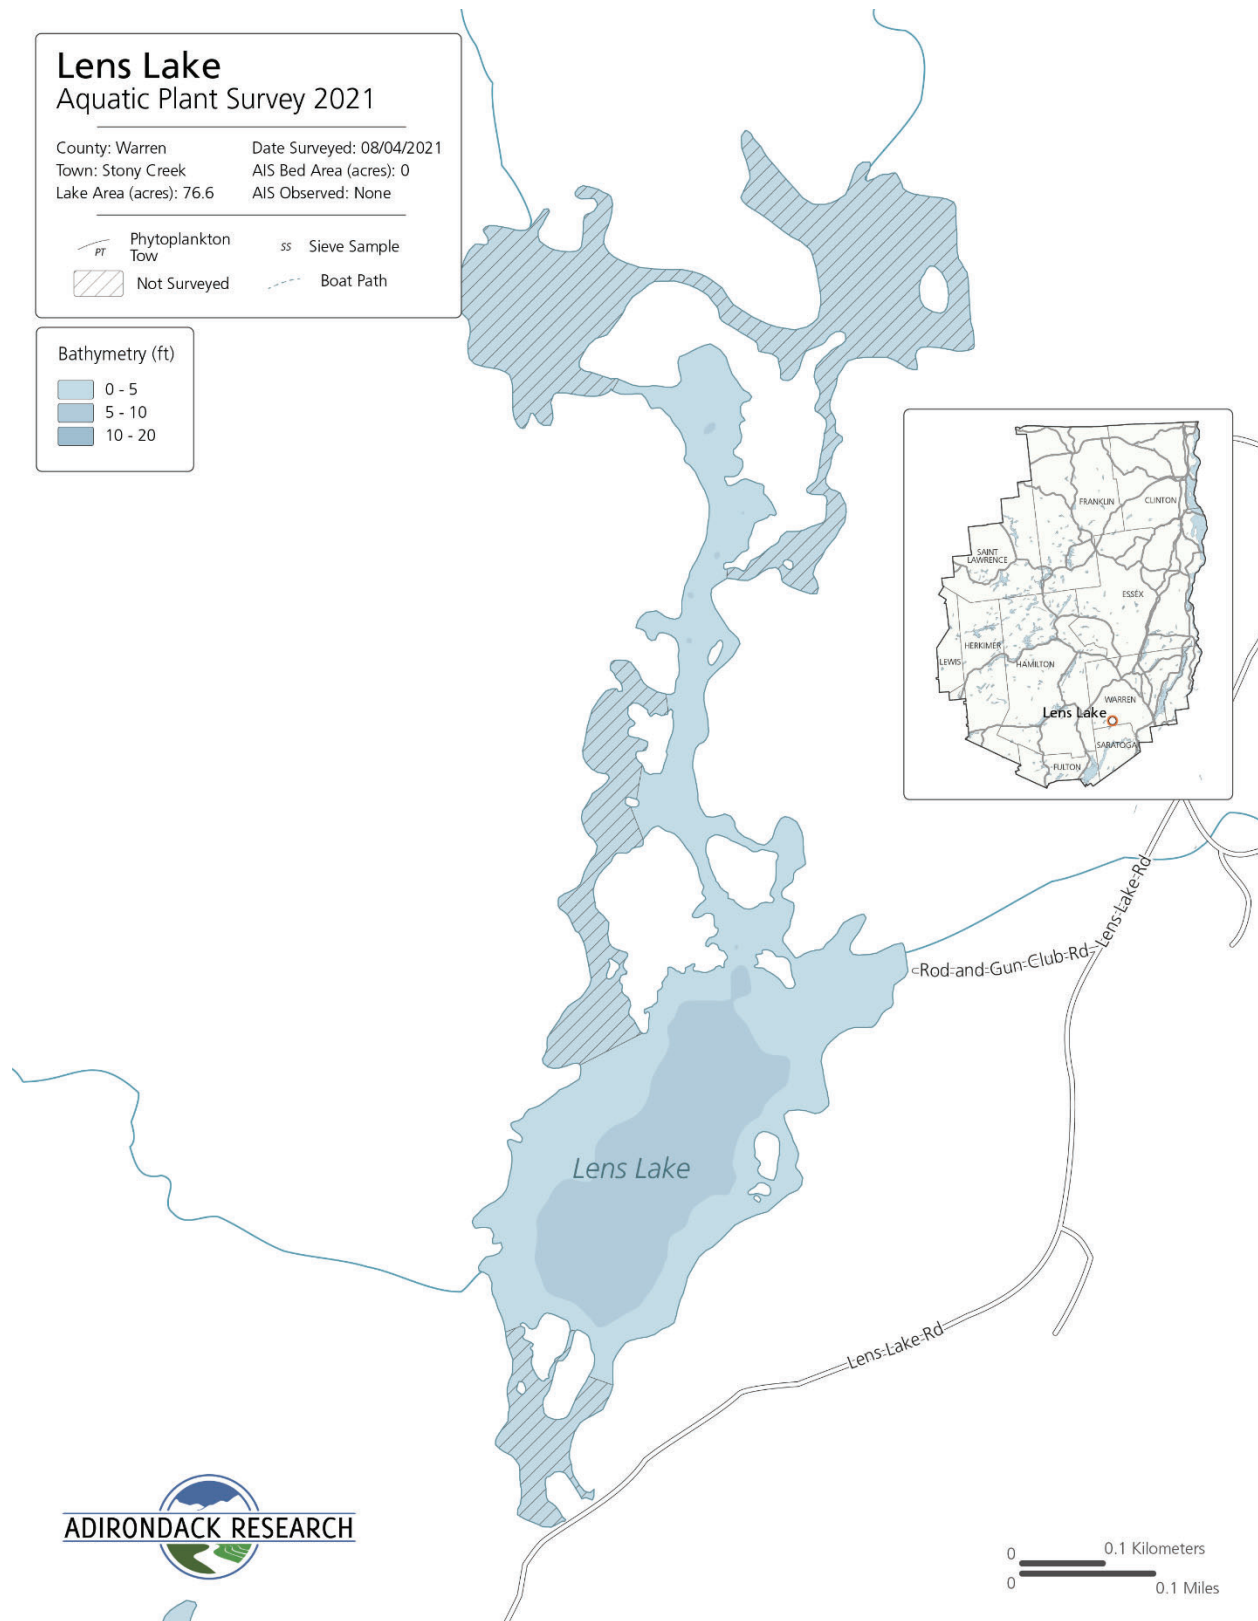 Lens Lake
Aquatic Plant Survey 2021
County: Warren
Date Surveyed: 08/04/2021
Town: Stony Creek
AIS Bed Area (acres): 0
Lake Area (acres): 76.6
AIS Observed: None
PT
Phytoplankton
Tow
SS
Sieve Sample
Not Surveyed
Boat Path
Bathymetry (ft)
0 - 5
5 - 10
10 - 20
FRANKLIN
CLINTON
SAINT
LAWRENCE
ESSEX
HERKIMER
LEWIS
HAMILTON
WARREN
Lens Lake
SARATOGA
FULTON
Lens-Lake-Rd
Rod-and-Gun-Club-Rd
Lens Lake
Lens-Lake-Rd
ADIRONDACK RESEARCH
0
0.1 Kilometers
0
0.1 Miles